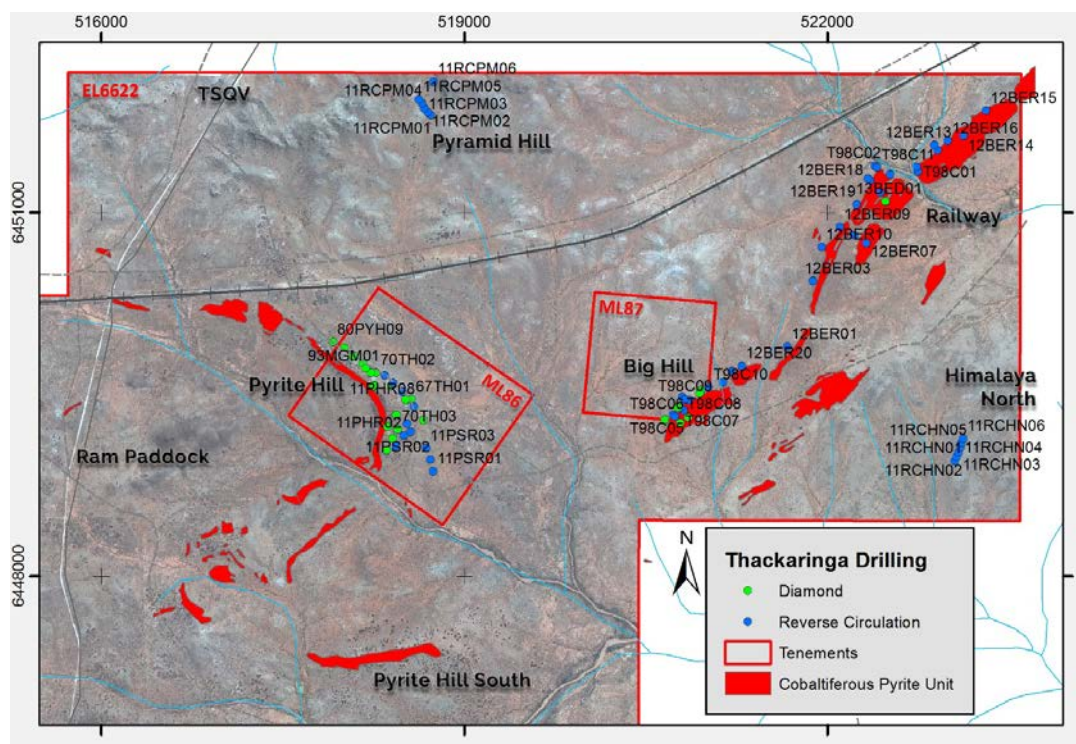 516000
519000
522000
6451000
6448000
EL6622
TSQV
11RCPM06
11RCPM05
11RCPM04
11RCPM03
11RCPM02
11RCPM01
Pyramid Hill
12BER15
12BER16
12BER13
12BER14
T98C11
T98C02
T98C01
12BER18
13BED01
12BER19
Railway
12BER09
12BER10
12BER07
12BER03
ML87
12BER01
12BER20
Big Hill
T98C10
T98C09
T98C06
T98C08
T98C07
T98C05
80PYH09
93MGM01
70TH02
Pyrite Hill
11PHR08
67TH01
ML86
11PHR02
70TH03
11PSR03
11PSR02
11PSR01
Ram Paddock
Himalaya
North
11RCHN06
11RCHN05
11RCHN04
11RCHN01
11RCHN03
11RCHN02
Pyrite Hill South
N
Thackaringa Drilling
Diamond
Reverse Circulation
Tenements
Cobaltiferous Pyrite Unit